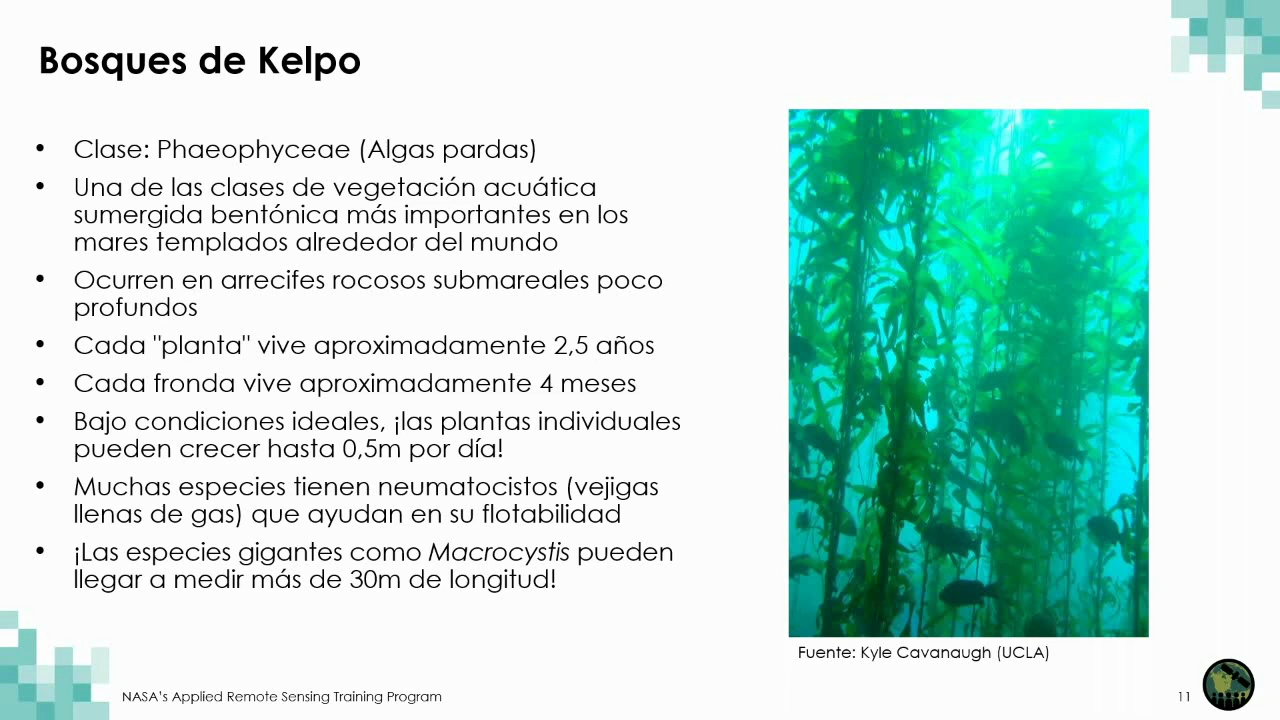 Bosques de Kelpo
• Clase: Phaeophyceae (Algas pardas)
• Una de las clases de vegetación acuática
sumergida bentónica más importantes en los
mares templados alrededor del mundo
• Ocurren en arrecifes rocosos submareales poco
profundos
• Cada "planta" vive aproximadamente 2,5 años
• Cada fronda vive aproximadamente 4 meses
• Bajo condiciones ideales, ¡las plantas individuales
pueden crecer hasta 0,5m por día!
• Muchas especies tienen neumatocistos (vejigas
llenas de gas) que ayudan en su flotabilidad
• ¡Las especies gigantes como Macrocystis pueden
llegar a medir más de 30m de longitud!
Fuente: Kyle Cavanaugh (UCLA)
NASA's Applied Remote Sensing Training Program
11